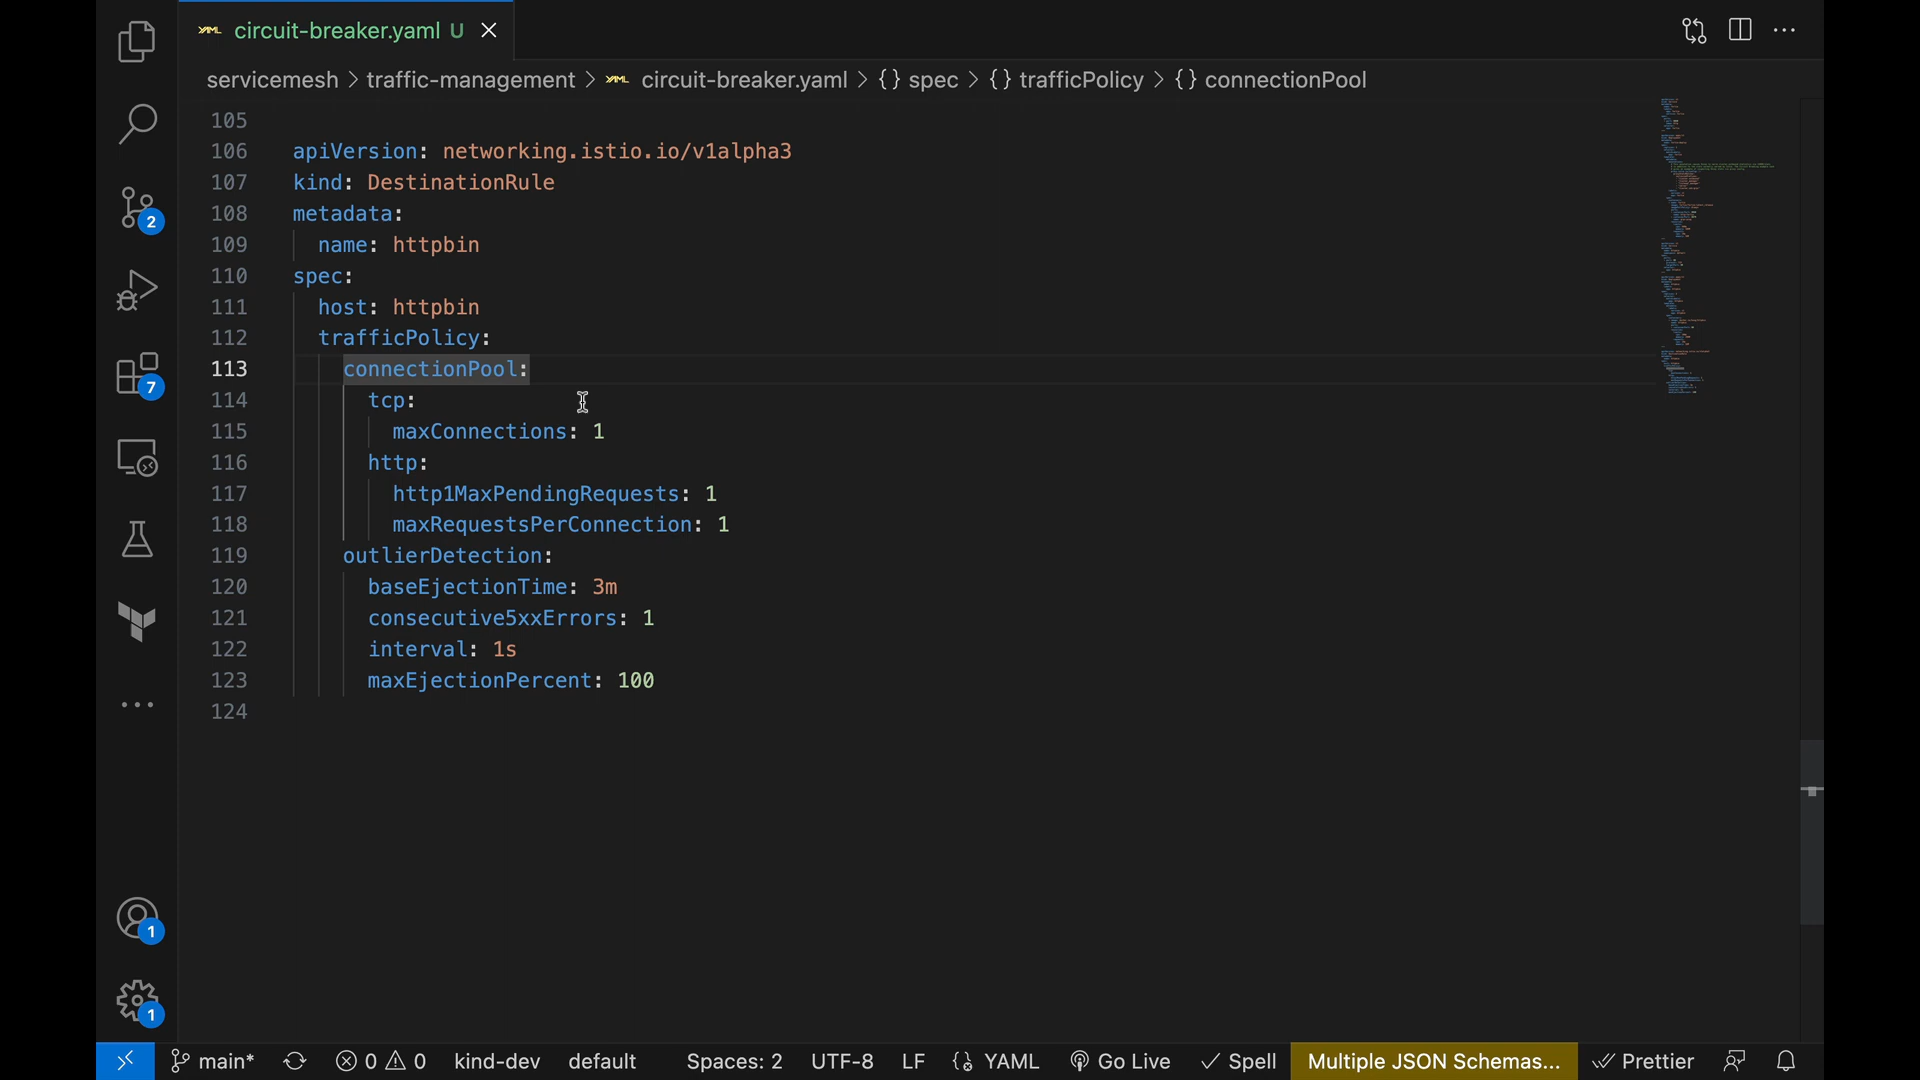 circuit-breaker.yaml U
servicemesh > traffic-management > circuit-breaker.yaml > {} spec > {} trafficPolicy > {} connectionPool
105
106 apiVersion: networking.istio.io/v1alpha3
107 kind: DestinationRule
108 metadata:
109 name: httpbin
110 spec:
111 host: httpbin
112 trafficPolicy:
113 connectionPool:
114 tcp:
115 maxConnections: 1
116 http:
117 http1MaxPendingRequests: 1
118 maxRequestsPerConnection: 1
119 outlierDetection:
120 baseEjectionTime: 3m
121 consecutive5xxErrors: 1
122 interval: 1s
123 maxEjectionPercent: 100
124
2
7
1
1
main* 0 0 kind-dev default Spaces: 2 UTF-8 LF {} YAML Go Live Spell Multiple JSON Schemas... Prettier